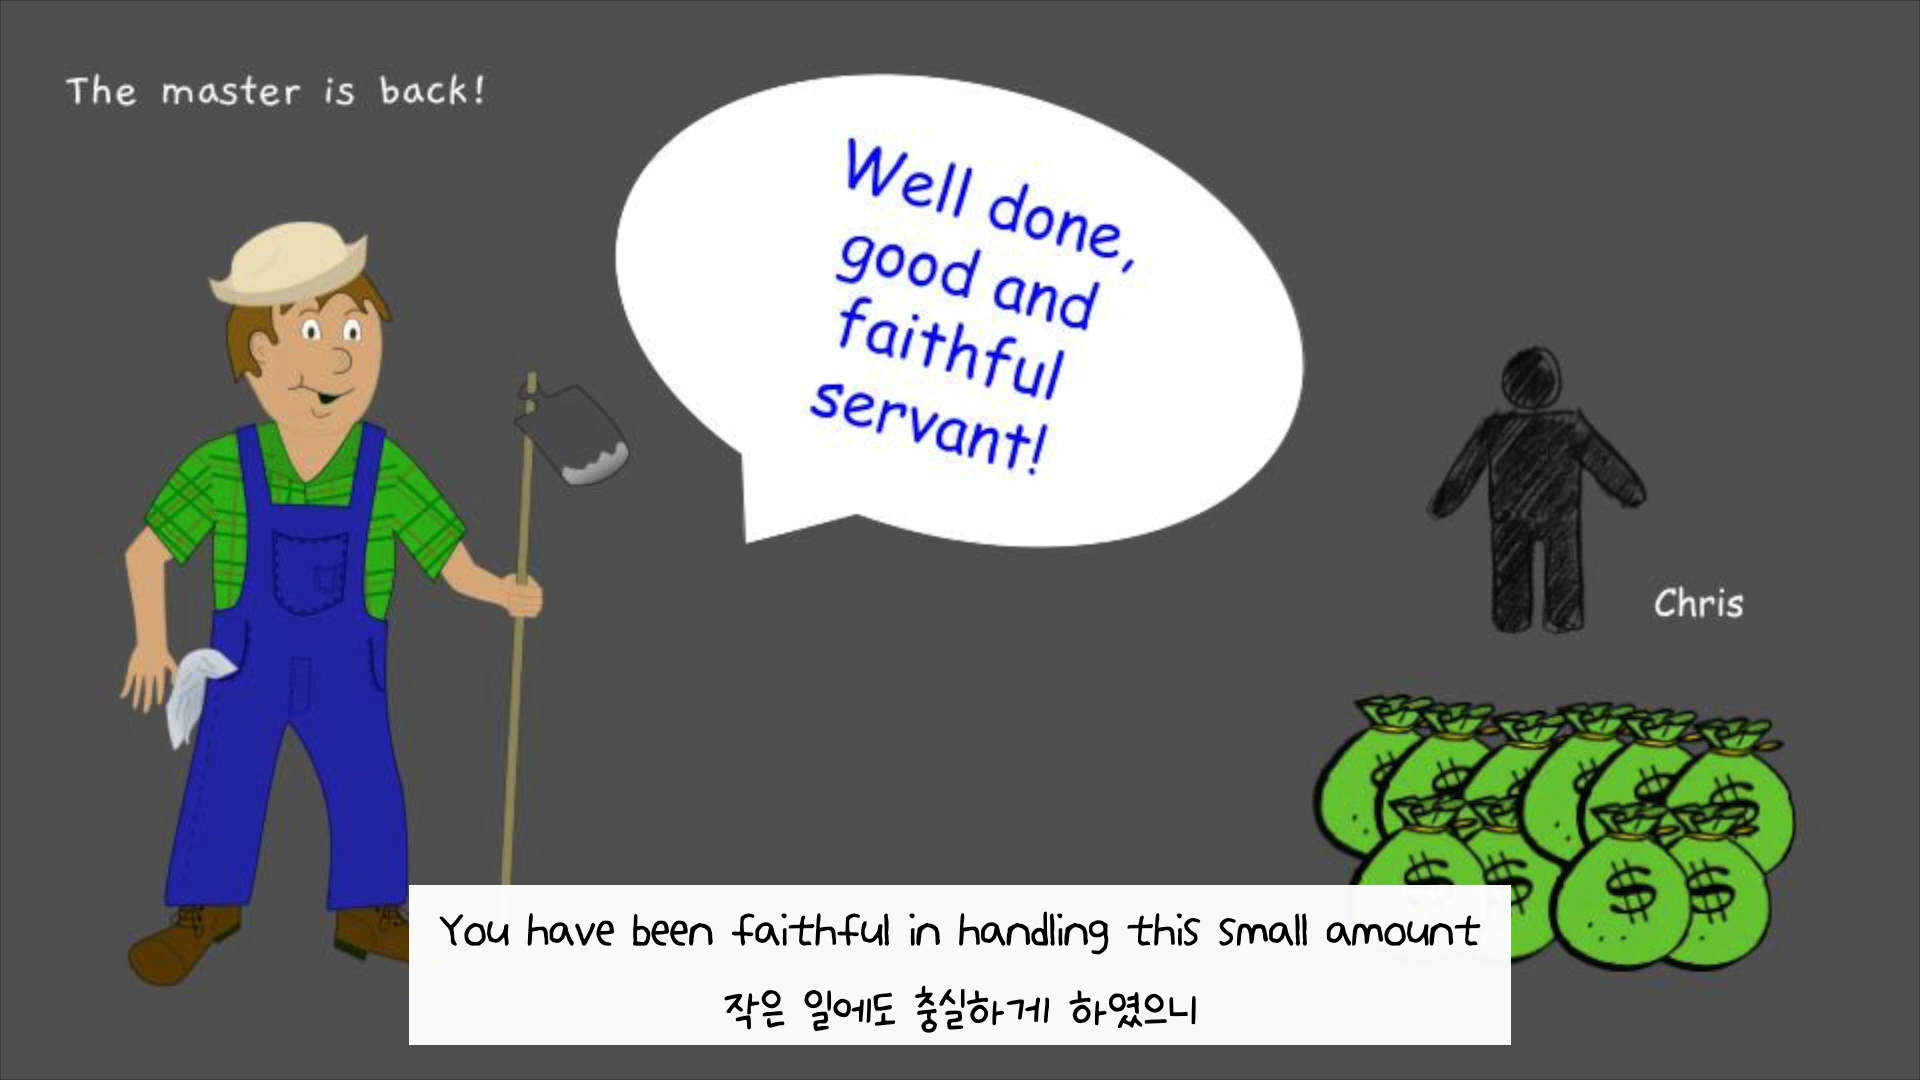 The master is back!
Well done,
good and
faithful
servant!
Chris
You have been faithful in handling this small amount
작은 일에도 충실하게 하였으니